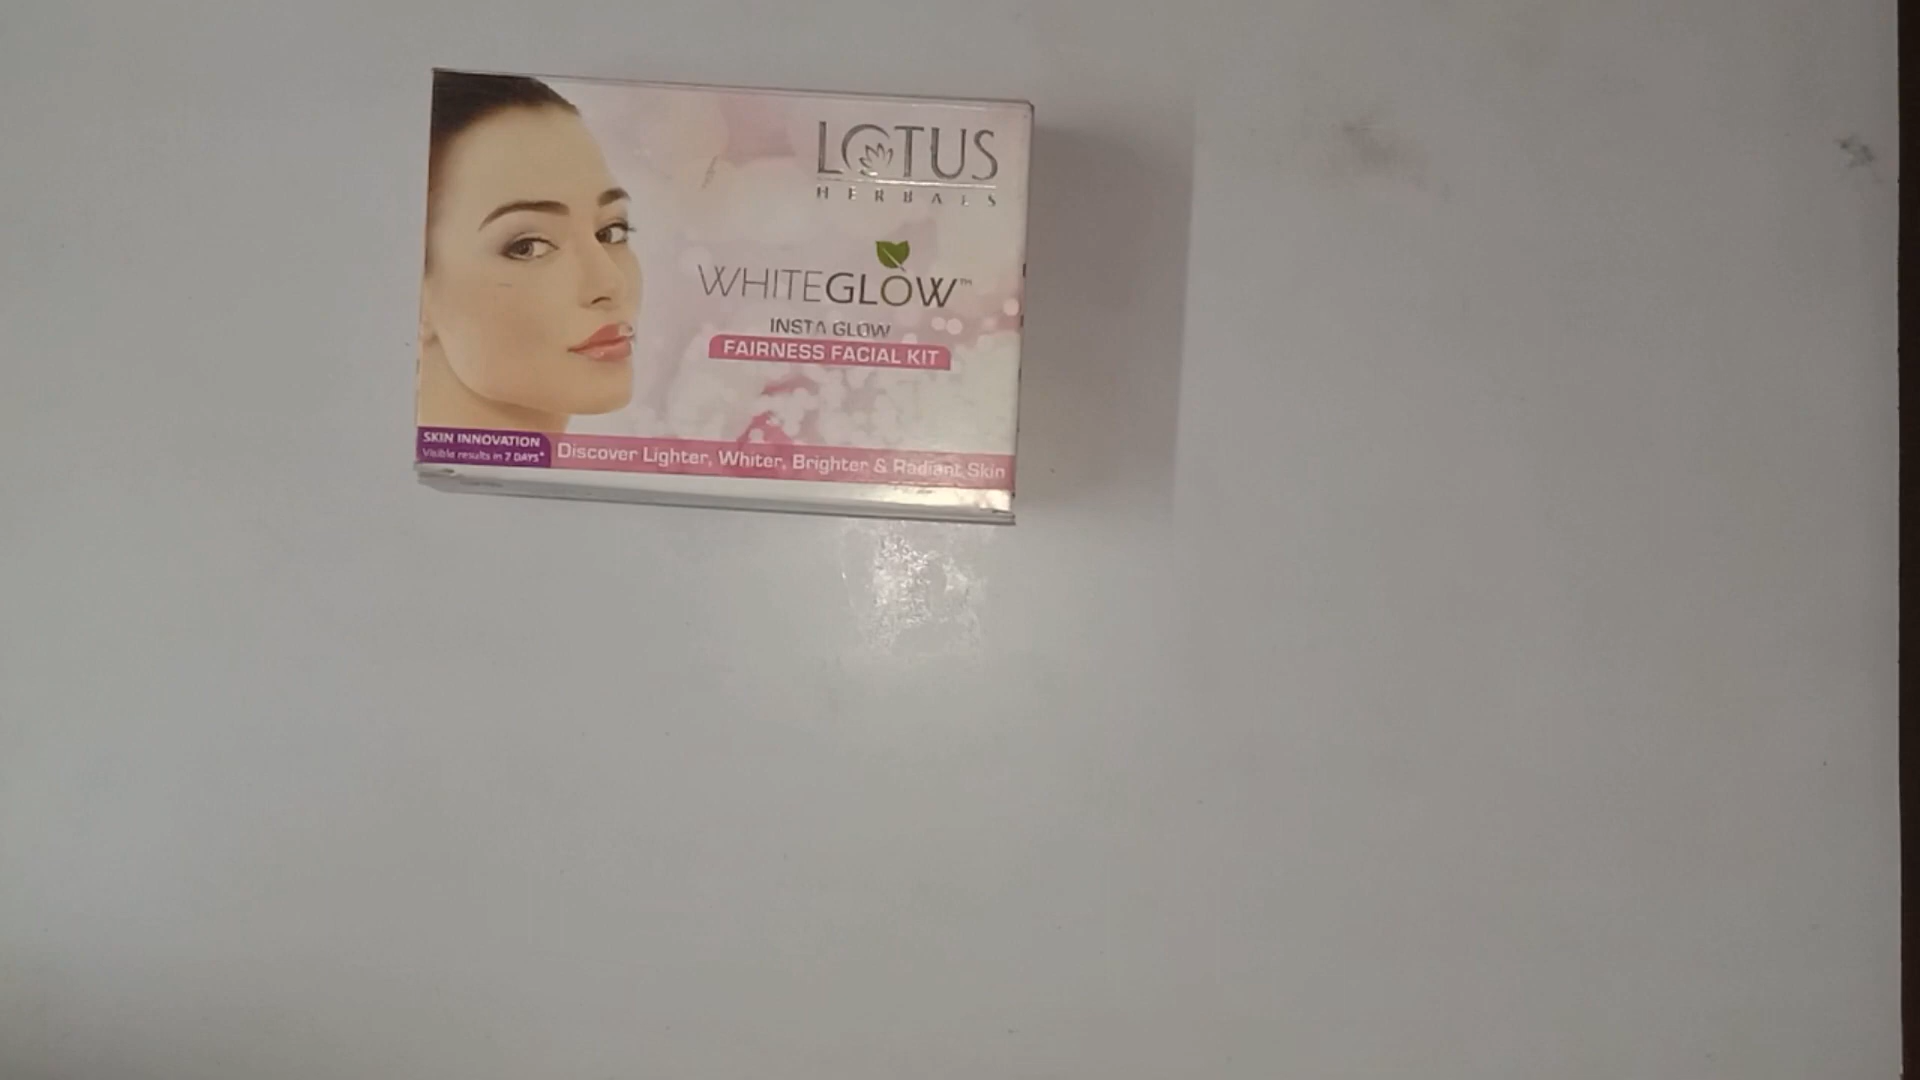 LOTUS
HERBALS
WHITEGLOW™
INSTA GLOW
FAIRNESS FACIAL KIT
SKIN INNOVATION
Visible results in 7 DAYS*
Discover Lighter, Whiter, Brighter & Radiant Skin